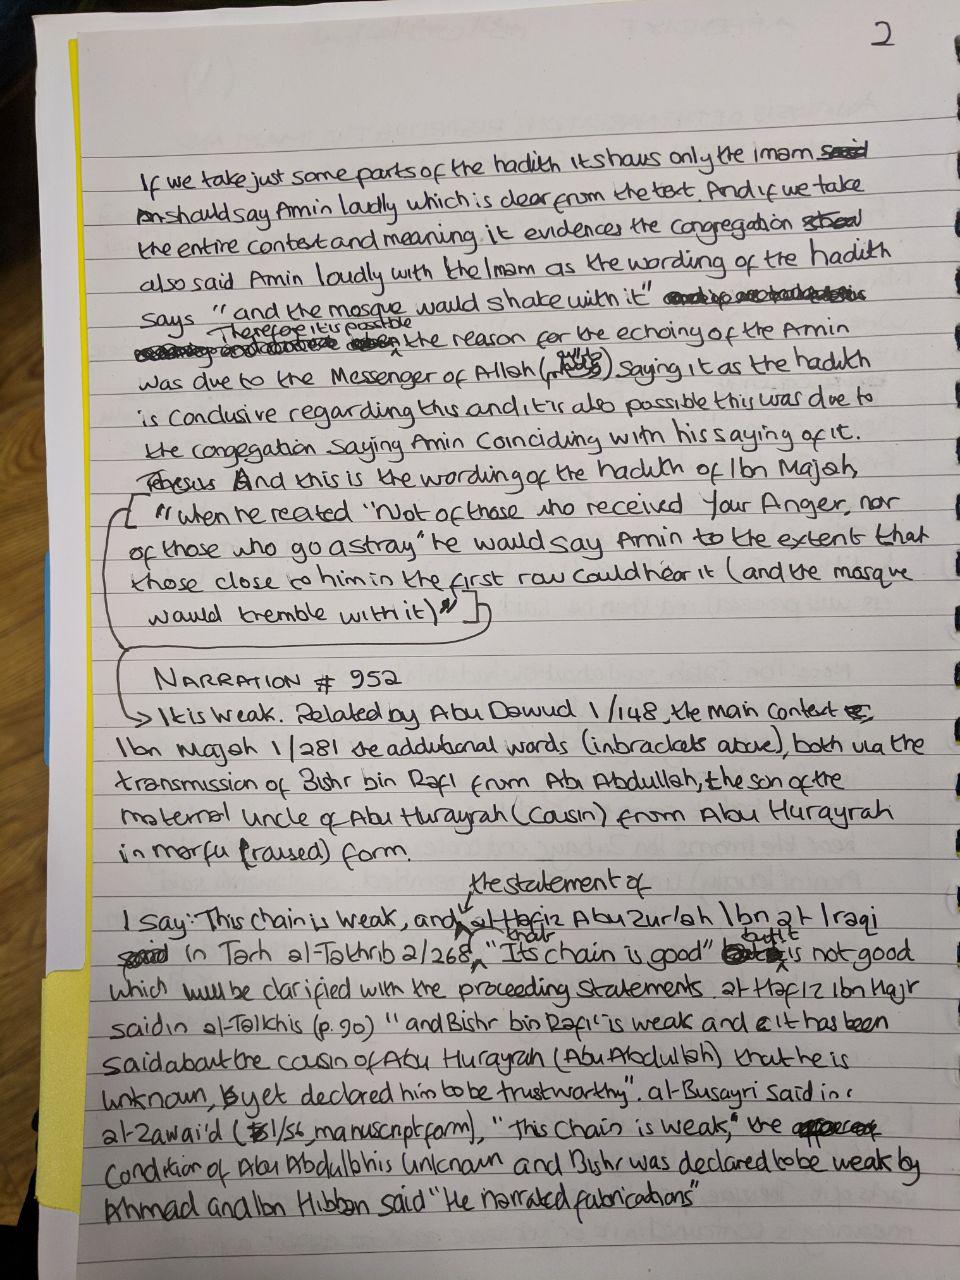 2
If we take just some parts of the hadith it shows only the imam
should say Amin loudly which is clear from the text. And if we take
the entire context and meaning it evidences the congregation
also said Amin loudly with the Imam as the wording of the hadith
says "and the mosque would shake with it"
Therefore it is possible
the reason for the echoing of the Amin
was due to the Messenger of Allah ( ) saying it as the hadith
is conclusive regarding this and it is also possible this was due to
the congegation saying Amin coinciding with his saying of it.
And this is the wording of the hadith of Ibn Majah,
"when he recited "Not of those who received Your Anger, nor
of those who go astray" he would say Amin to the extent that
those close to him in the first row could hear it (and the mosque
would tremble with it)"
NARRATION # 952
It is weak. Related by Abu Dawud 1/148, the main context
Ibn Majah 1/281 the additional words (in brackets above), both via the
transmission of Bishr bin Rafi from Abi Abdullah, the son of the
maternal uncle of Abu Hurayrah (cousin) from Abu Hurayrah
in marfu (raised) form.
the statement of
I say: This chain is weak, and al-Hafiz Abu Zur'ah Ibn al-Iraqi
that but it
in Tarh al-Tathrib 2/268, "Its chain is good" is not good
which will be clarified with the proceeding statements. al-Hafiz Ibn Hajr
said in al-Talkhis (p.90) "and Bishr bin Rafi' is weak and it has been
said about the cousin of Abu Hurayrah (Abu Abdullah) that he is
unknown, yet declared him to be trustworthy". al-Busayri said in
al-Zawai'd (1/56, manuscript form), "This chain is weak," the
condition of Abu Abdullah is unknown and Bishr was declared to be weak by
Ahmad and Ibn Hibban said "He narrated fabrications"